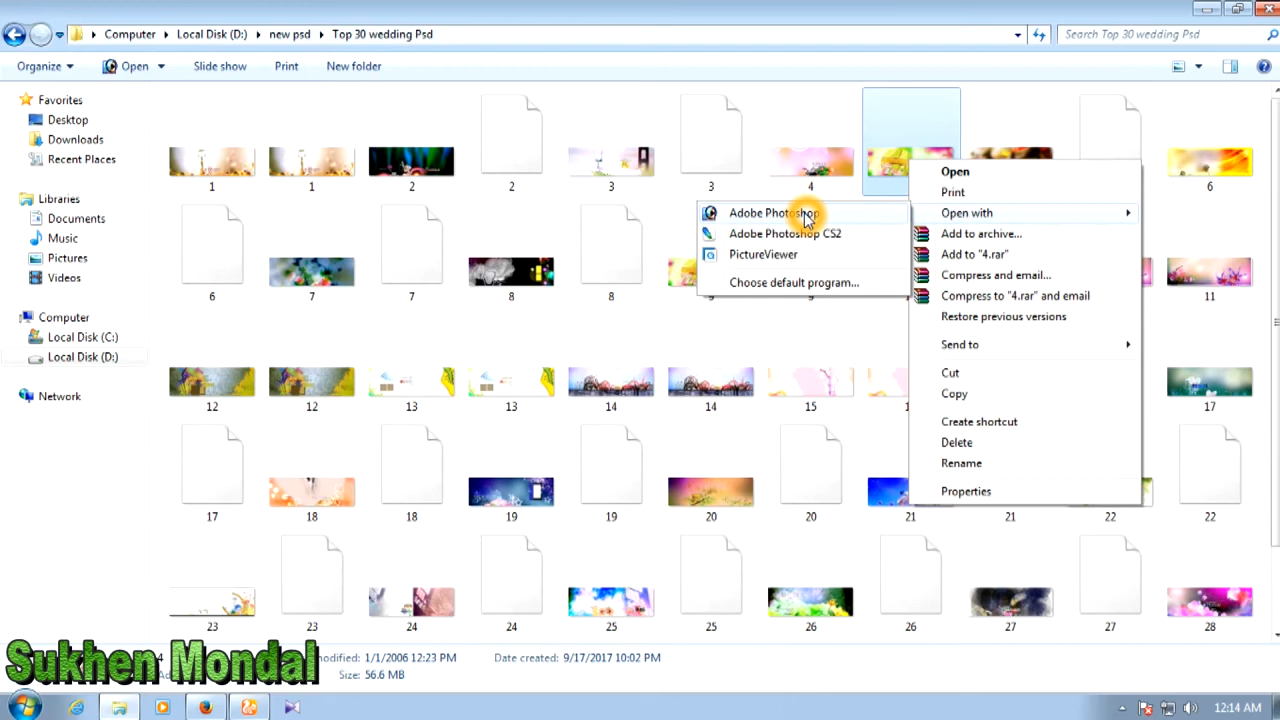 Computer Local Disk (D:) new psd Top 30 wedding Psd
Search Top 30 wedding Psd
Organize Open Slide show Print New folder
Favorites
Desktop
Downloads
Recent Places
Libraries
Documents
Music
Pictures
Videos
Computer
Local Disk (C:)
Local Disk (D:)
Network
1 1 2 2 3 3 4 6
6 7 7 8 8 9 9 11
12 12 13 13 14 14 15 17
17 18 18 19 19 20 20 21 21 22 22
23 23 24 24 25 25 26 26 27 27 28
Open
Print
Open with
Add to archive...
Add to "4.rar"
Compress and email...
Compress to "4.rar" and email
Restore previous versions
Send to
Cut
Copy
Create shortcut
Delete
Rename
Properties
Adobe Photoshop
Adobe Photoshop CS2
PictureViewer
Choose default program...
modified: 1/1/2006 12:23 PM Date created: 9/17/2017 10:02 PM
Size: 56.6 MB
Sukhen Mondal
12:14 AM